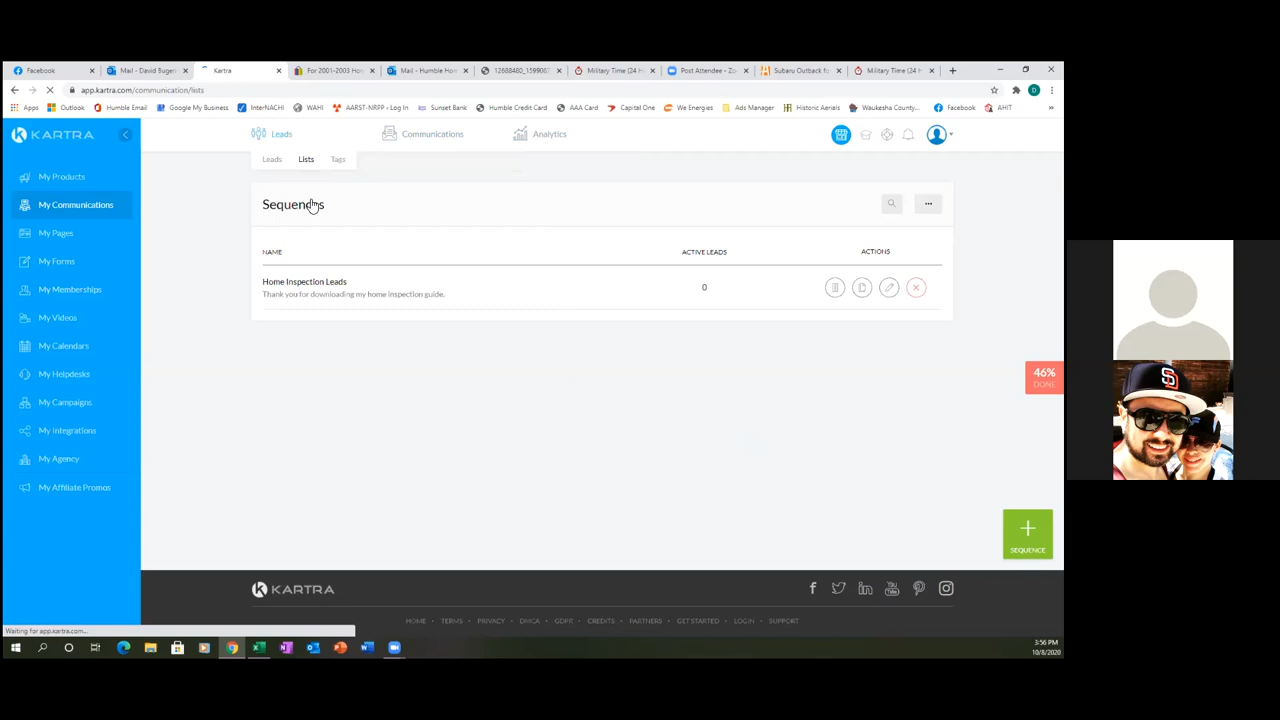 Facebook
Mail - David Bugen
Kartra
For 2001-2003 Ho
Mail - Humble Ho
12688480_159906
Military Time (24 H
Post Attendee - Zo
Subaru Outback fo
Military Time (24 H
app.kartra.com/communication/lists
Apps
Outlook
Humble Email
Google My Business
InterNACHI
WAHI
AARST-NRPP - Log In
Sunset Bank
Humble Credit Card
AAA Card
Capital One
We Energies
Ad Manager
Historic Aerials
Waukesha County...
Facebook
AHIT
KARTRA
Leads
Communications
Analytics
Leads
Lists
Tags
My Products
My Communications
My Pages
My Forms
My Memberships
My Videos
My Calendars
My Helpdesks
My Campaigns
My Integrations
My Agency
My Affiliate Promos
Sequences
NAME
ACTIVE LEADS
ACTIONS
Home Inspection Leads
0
Thank you for downloading my home inspection guide.
46%
DONE
+
SEQUENCE
KARTRA
HOME • TERMS • PRIVACY • DMCA • GDPR • CREDITS • PARTNERS • GET STARTED • LOGIN • SUPPORT
Waiting for app.kartra.com...
3:56 PM
10/8/2020